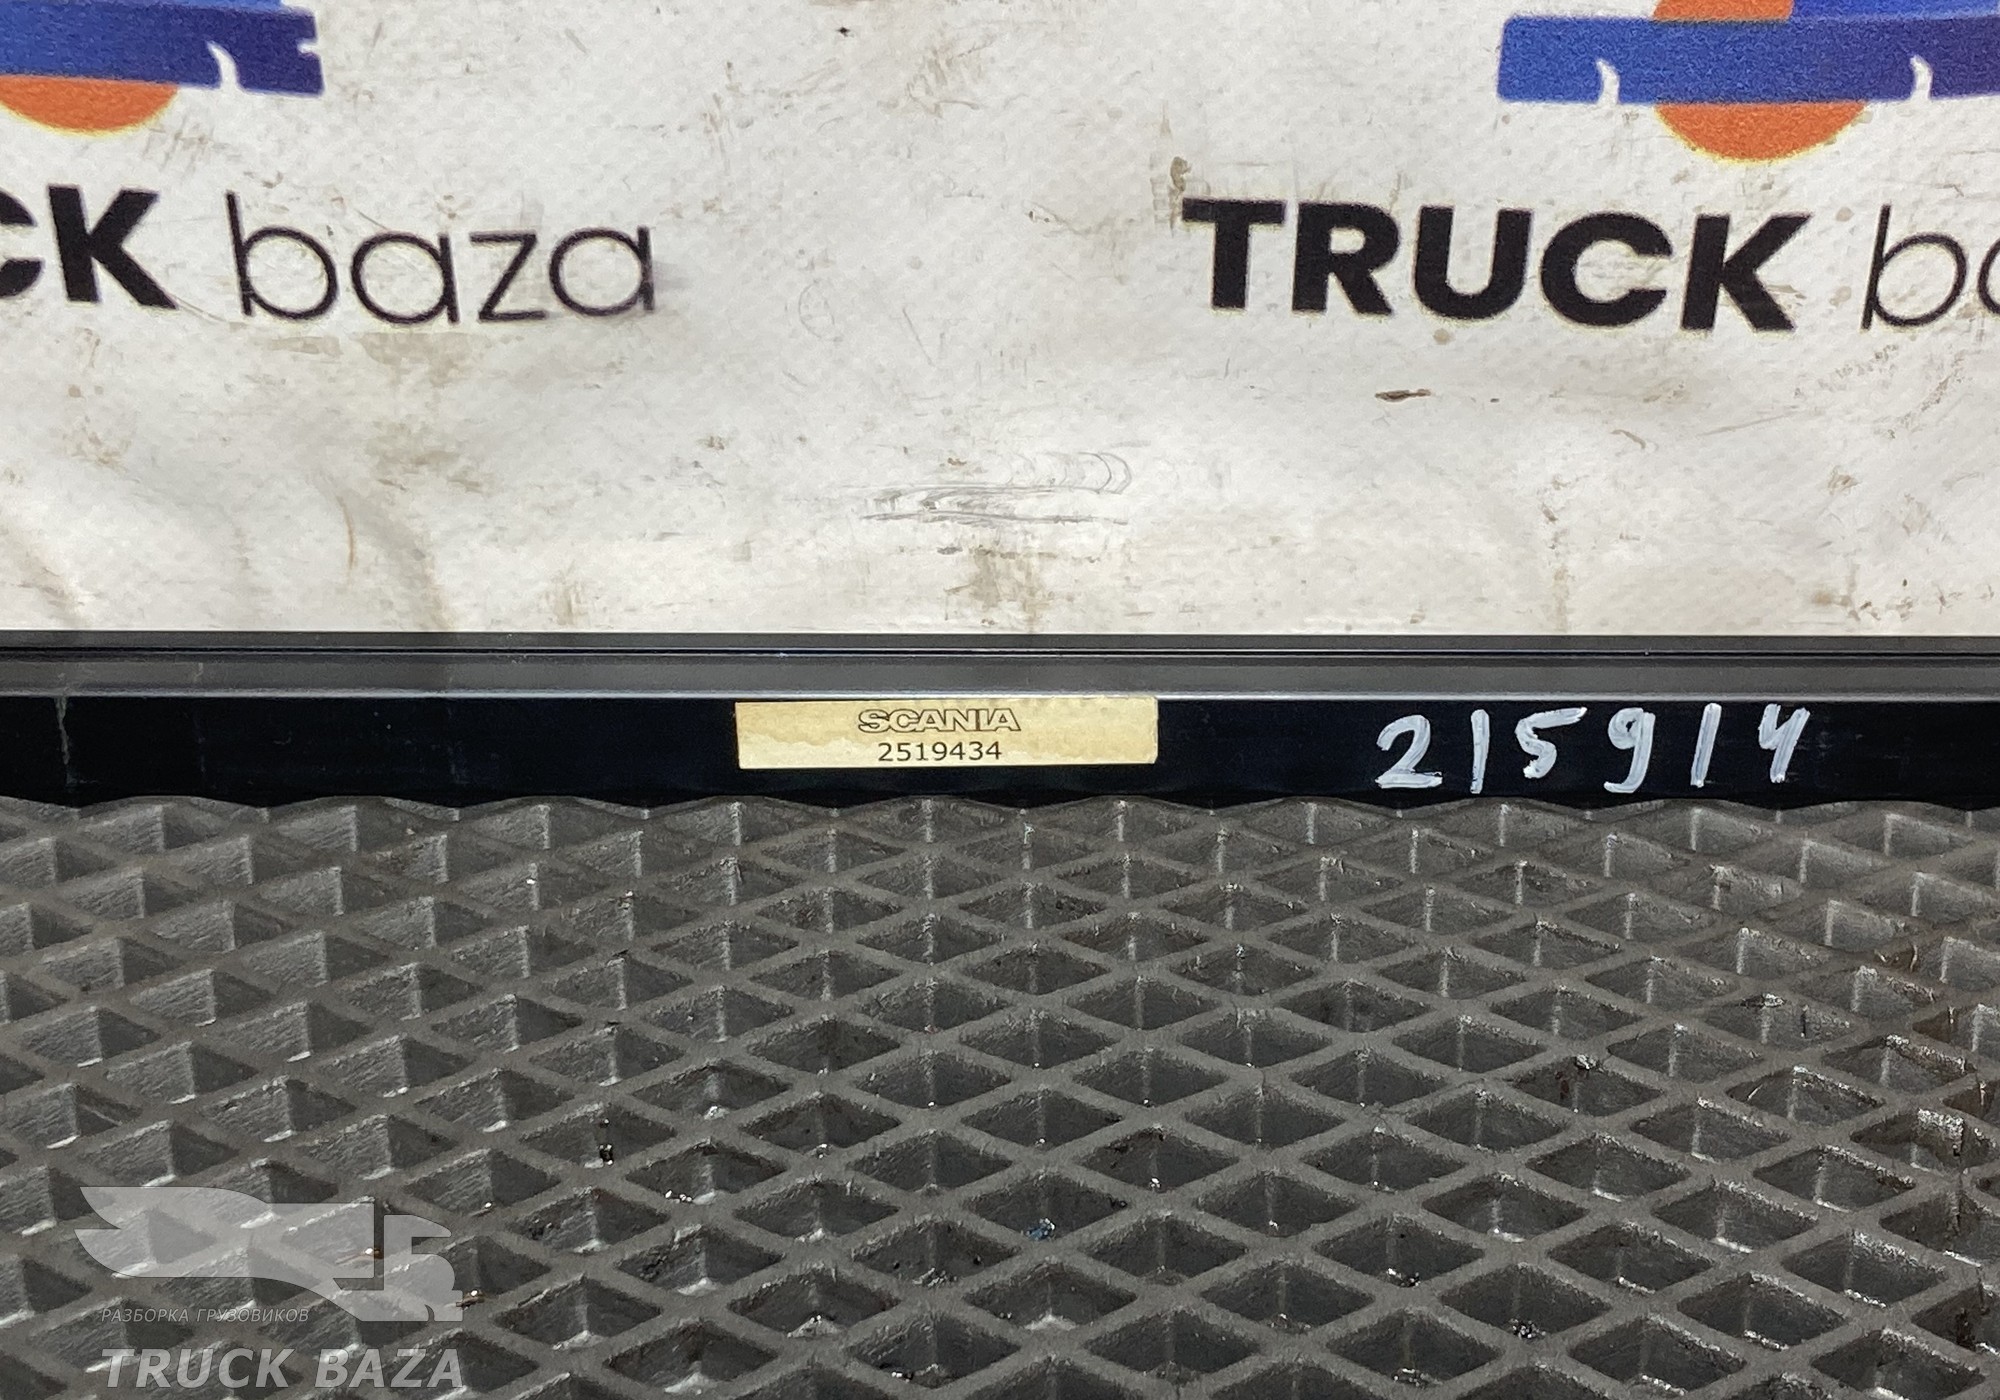 CK baza
TRUCK ba
SCANIA
2519434
215914
РАЗБОРКА ГРУЗОВИКОВ
TRUCK BAZA